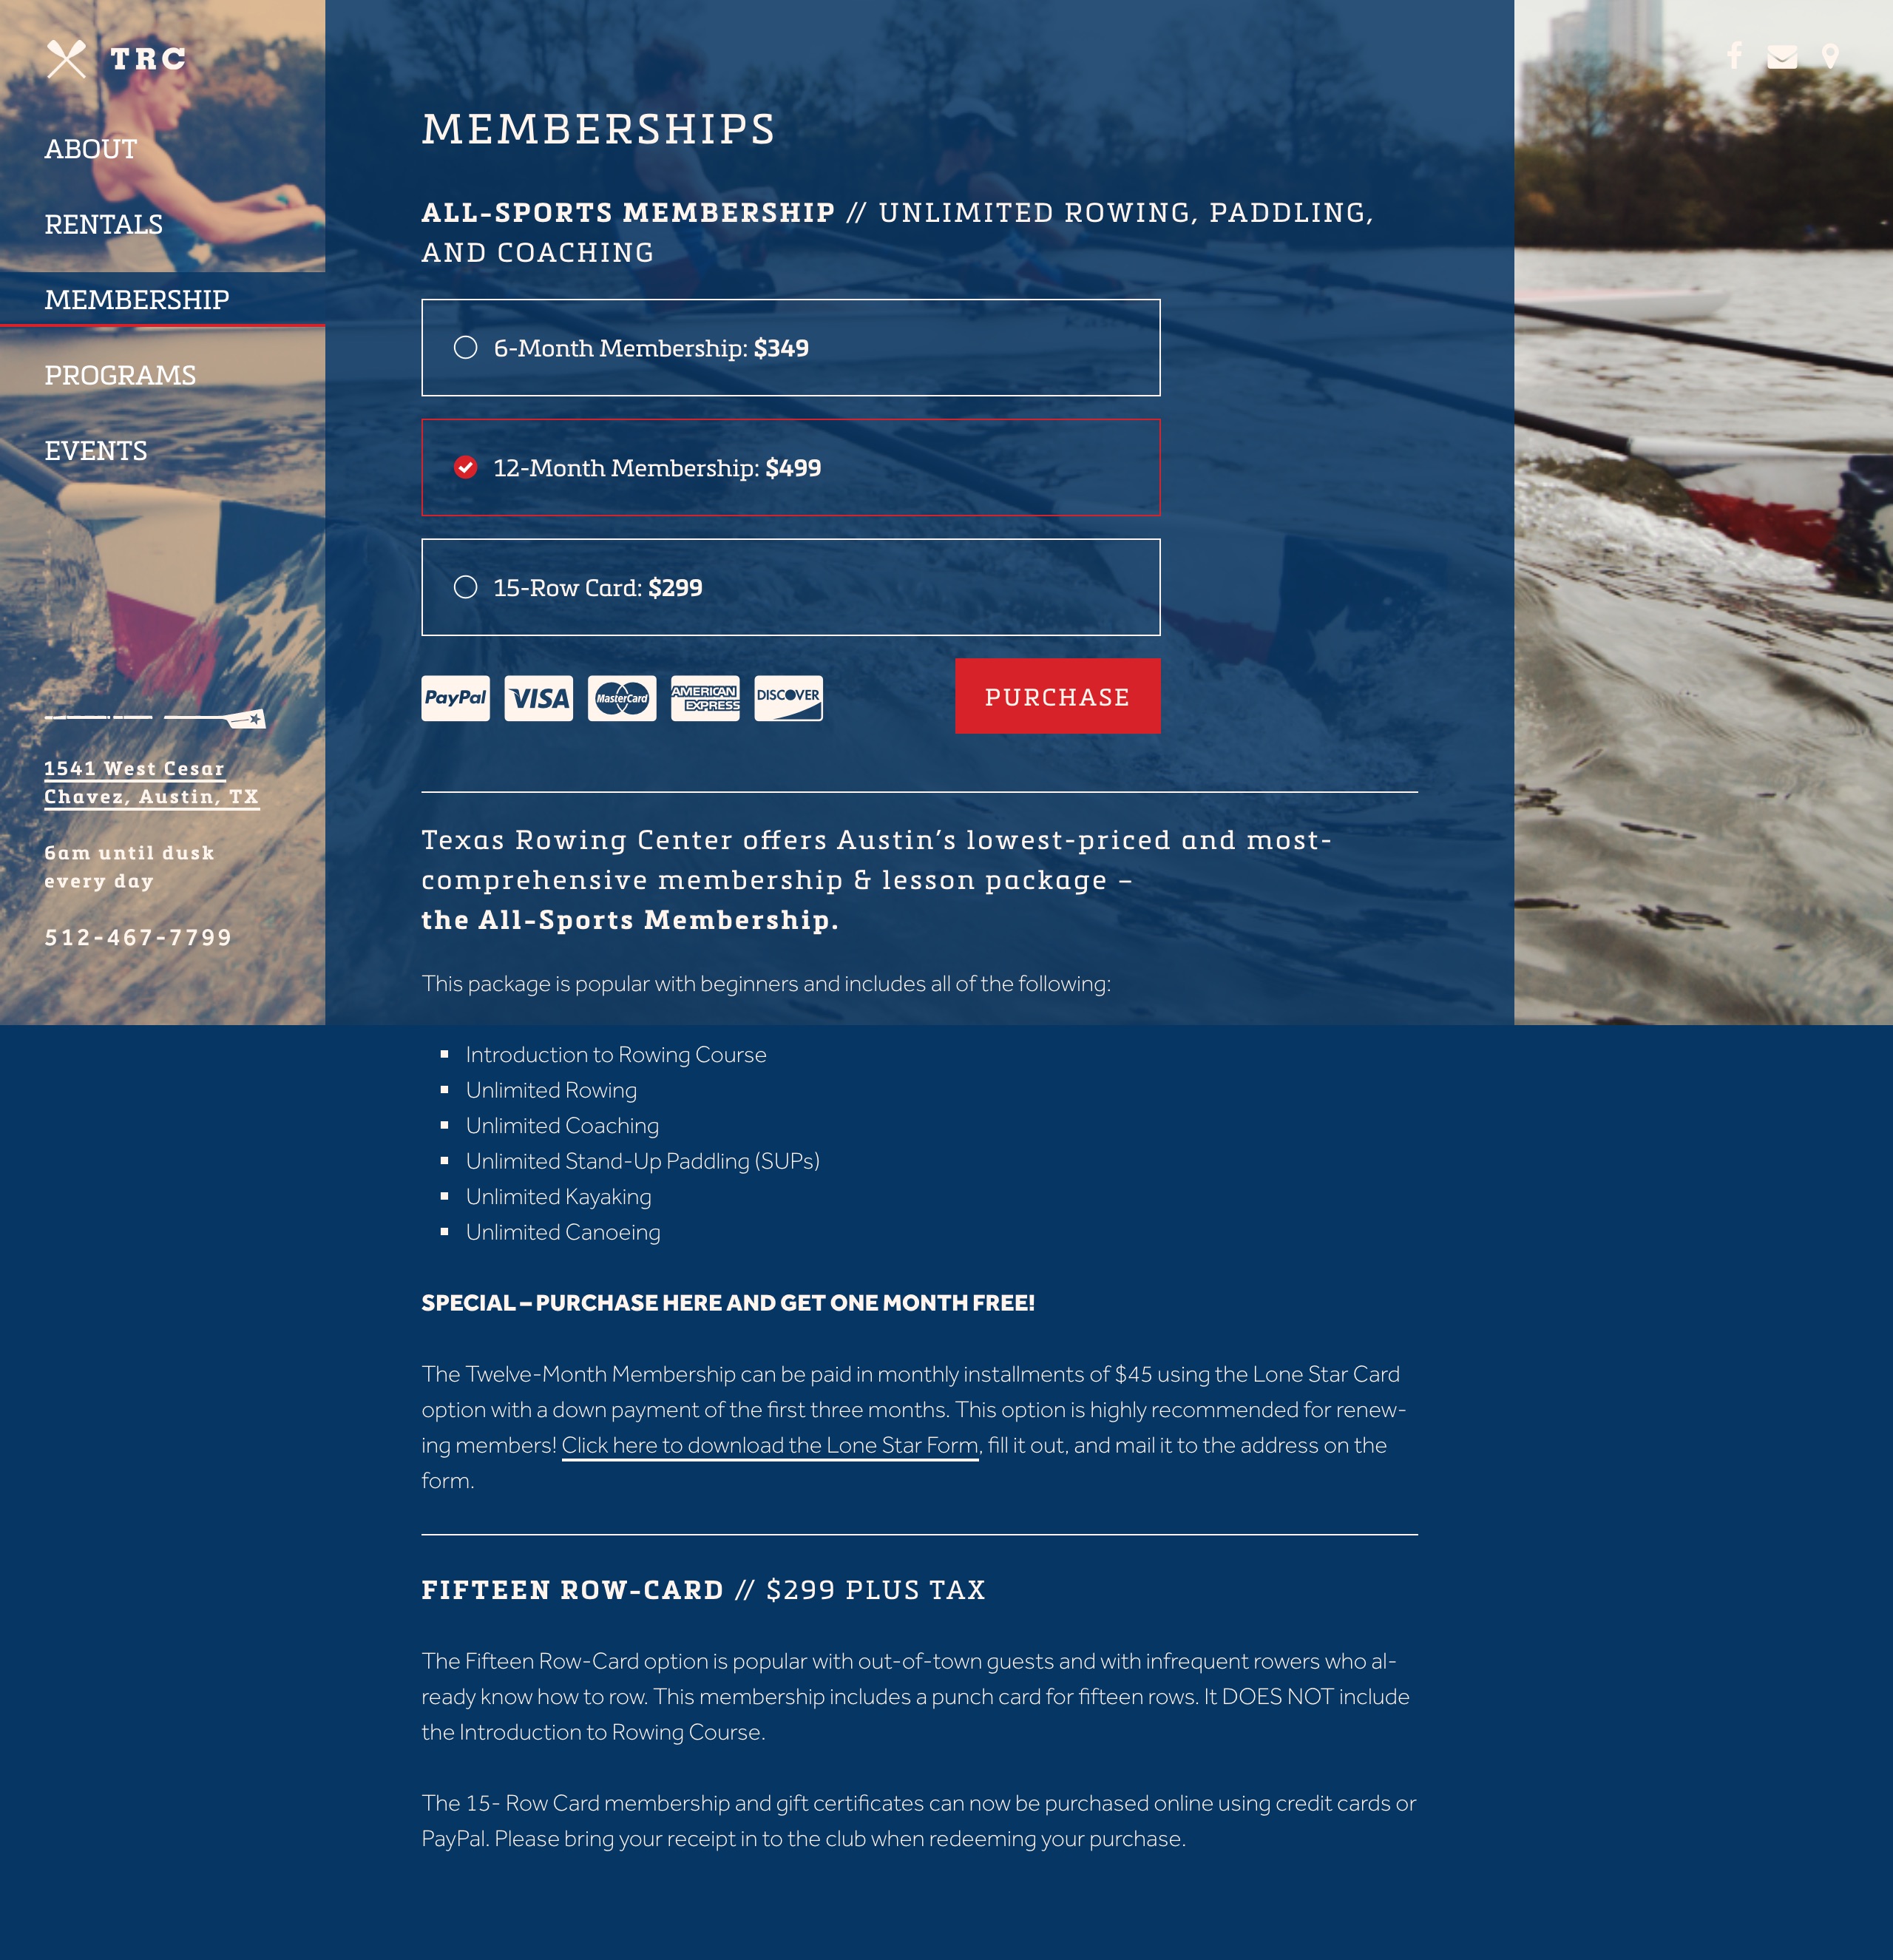 TRC
ABOUT
RENTALS
MEMBERSHIP
PROGRAMS
EVENTS
1541 West Cesar
Chavez, Austin, TX
6am until dusk
every day
512-467-7799
MEMBERSHIPS
ALL-SPORTS MEMBERSHIP // UNLIMITED ROWING, PADDLING,
AND COACHING
6-Month Membership: $349
12-Month Membership: $499
15-Row Card: $299
PayPal VISA MasterCard AMERICAN EXPRESS DISCOVER
PURCHASE
Texas Rowing Center offers Austin’s lowest-priced and most-
comprehensive membership & lesson package –
the All-Sports Membership.
This package is popular with beginners and includes all of the following:
Introduction to Rowing Course
Unlimited Rowing
Unlimited Coaching
Unlimited Stand-Up Paddling (SUPs)
Unlimited Kayaking
Unlimited Canoeing
SPECIAL – PURCHASE HERE AND GET ONE MONTH FREE!
The Twelve-Month Membership can be paid in monthly installments of $45 using the Lone Star Card
option with a down payment of the first three months. This option is highly recommended for renew-
ing members! Click here to download the Lone Star Form, fill it out, and mail it to the address on the
form.
FIFTEEN ROW-CARD // $299 PLUS TAX
The Fifteen Row-Card option is popular with out-of-town guests and with infrequent rowers who al-
ready know how to row. This membership includes a punch card for fifteen rows. It DOES NOT include
the Introduction to Rowing Course.
The 15- Row Card membership and gift certificates can now be purchased online using credit cards or
PayPal. Please bring your receipt in to the club when redeeming your purchase.